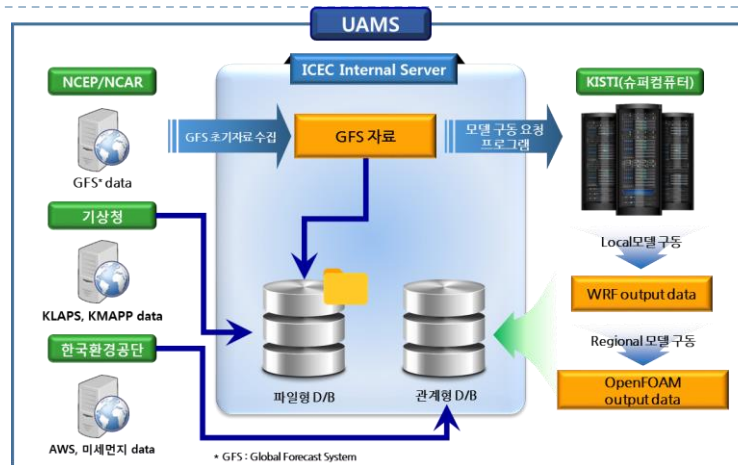 UAMS
ICEC Internal Server
NCEP/NCAR
KISTI(슈퍼컴퓨터)
GFS 초기자료 수집
GFS 자료
모델 구동 요청
프로그램
GFS* data
기상청
Local모델 구동
KLAPS, KMAPP data
WRF output data
한국환경공단
Regional 모델 구동
파일형 D/B
관계형 D/B
OpenFOAM
output data
AWS, 미세먼지 data
* GFS : Global Forecast System